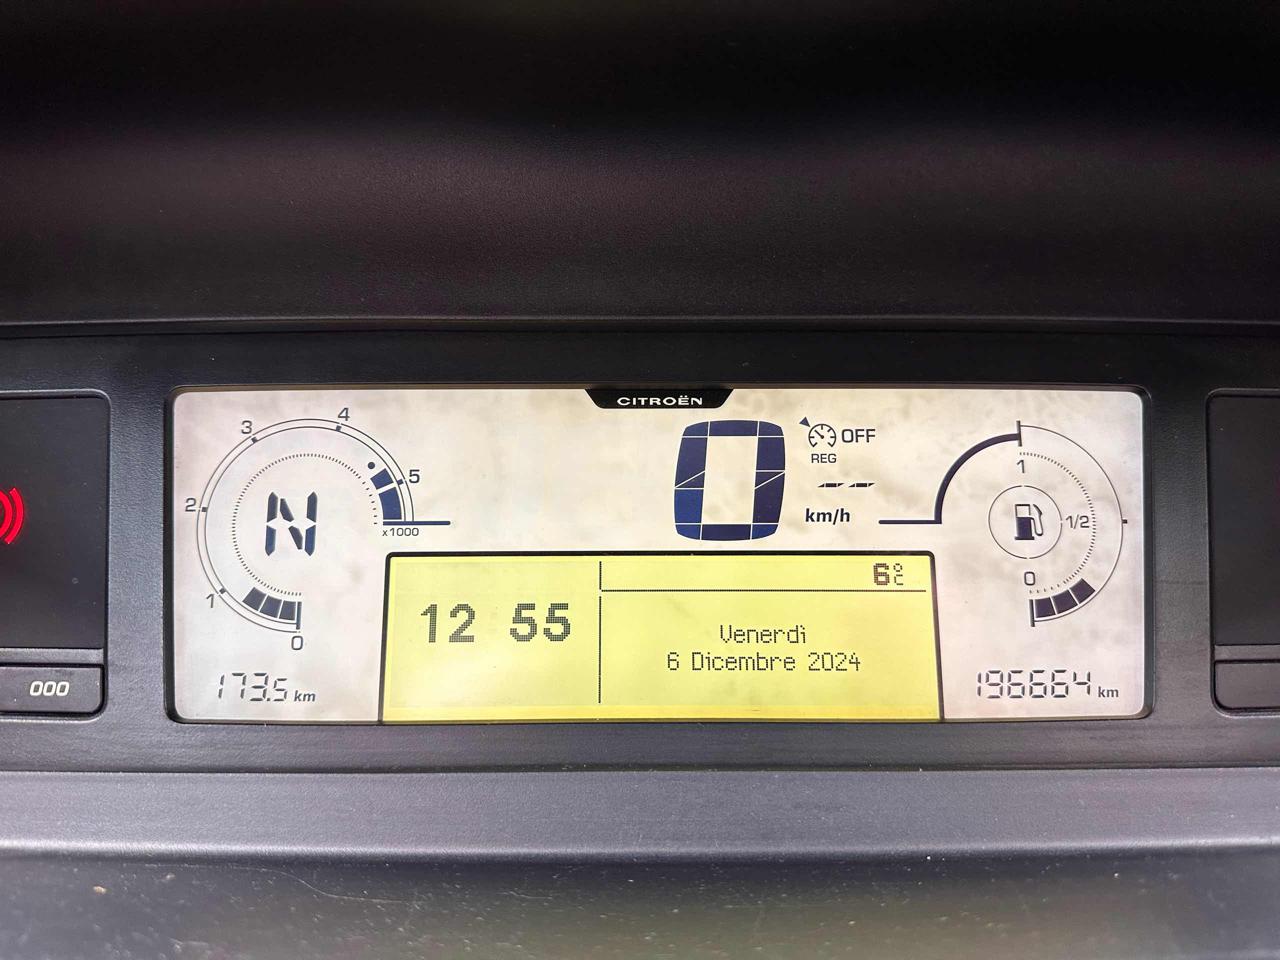 CITROËN
4
3
5
2
x1000
N
1
0
173.5 km
0
km/h
OFF
REG
-- --
1
1/2
0
6°C
12 55
Venerdì
6 Dicembre 2024
196664 km
000